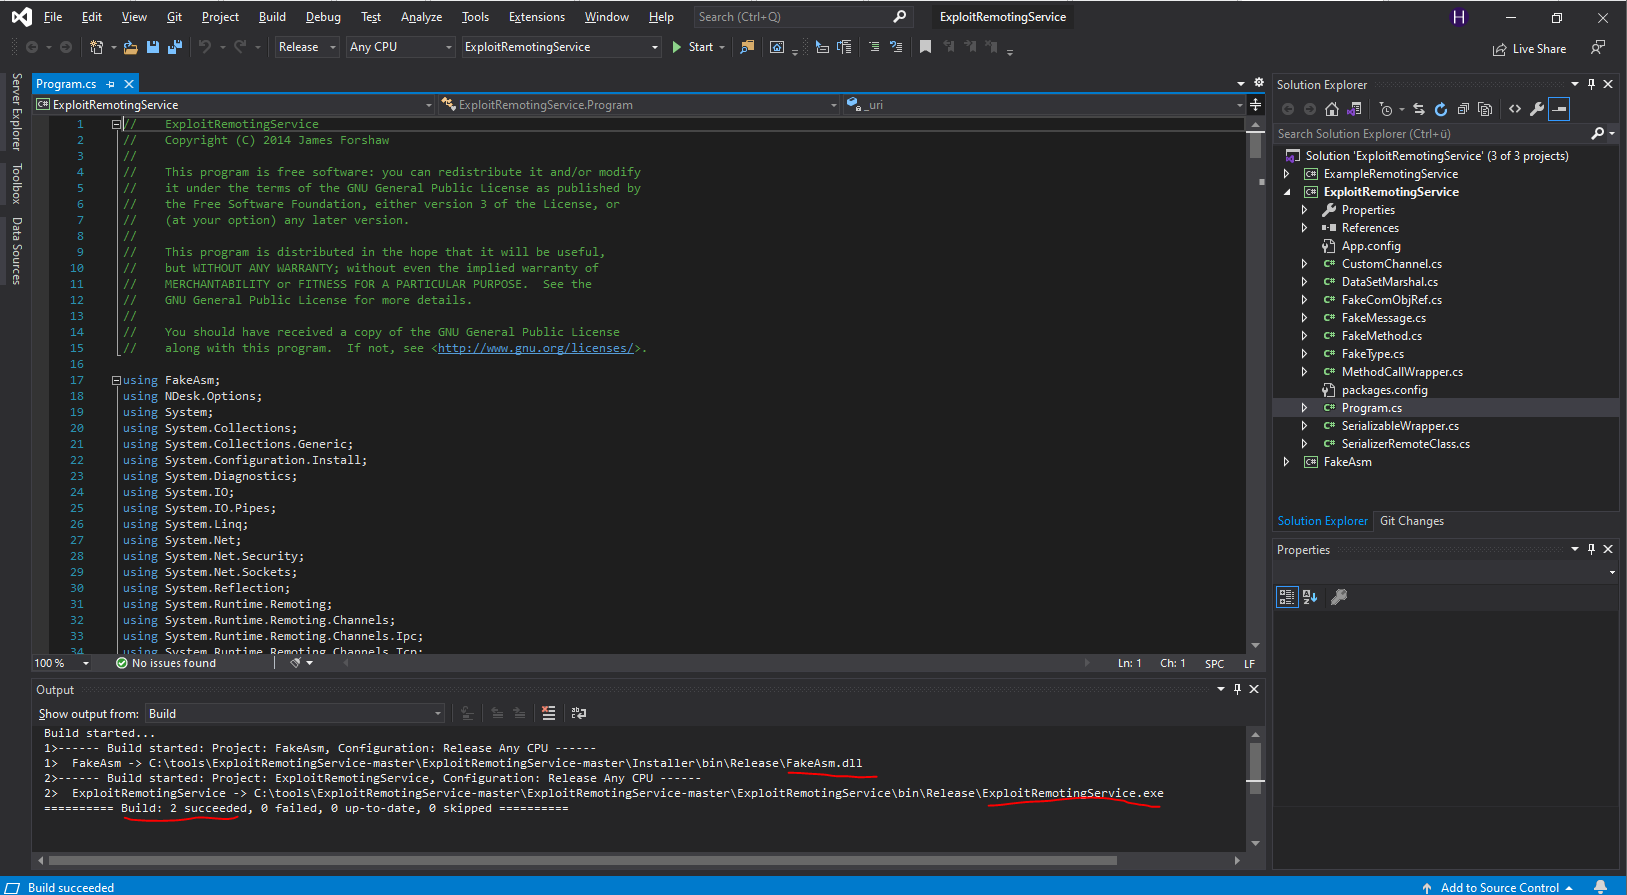 File Edit View Git Project Build Debug Test Analyze Tools Extensions Window Help Search (Ctrl+Q) ExploitRemotingService H
Release Any CPU ExploitRemotingService Start Live Share
Server Explorer
Toolbox
Data Sources
Program.cs
ExploitRemotingService ExploitRemotingService.Program _uri
1 // ExploitRemotingService
2 // Copyright (C) 2014 James Forshaw
3 //
4 // This program is free software: you can redistribute it and/or modify
5 // it under the terms of the GNU General Public License as published by
6 // the Free Software Foundation, either version 3 of the License, or
7 // (at your option) any later version.
8 //
9 // This program is distributed in the hope that it will be useful,
10 // but WITHOUT ANY WARRANTY; without even the implied warranty of
11 // MERCHANTABILITY or FITNESS FOR A PARTICULAR PURPOSE.  See the
12 // GNU General Public License for more details.
13 //
14 // You should have received a copy of the GNU General Public License
15 // along with this program.  If not, see <http://www.gnu.org/licenses/>.
16
17 using FakeAsm;
18 using NDesk.Options;
19 using System;
20 using System.Collections;
21 using System.Collections.Generic;
22 using System.Configuration.Install;
23 using System.Diagnostics;
24 using System.IO;
25 using System.IO.Pipes;
26 using System.Linq;
27 using System.Net;
28 using System.Net.Security;
29 using System.Net.Sockets;
30 using System.Reflection;
31 using System.Runtime.Remoting;
32 using System.Runtime.Remoting.Channels;
33 using System.Runtime.Remoting.Channels.Ipc;
34 using System.Runtime.Remoting.Channels.Tcp;
100 % No issues found Ln: 1 Ch: 1 SPC LF
Output
Show output from: Build
Build started...
1>------ Build started: Project: FakeAsm, Configuration: Release Any CPU ------
1>  FakeAsm -> C:\tools\ExploitRemotingService-master\ExploitRemotingService-master\Installer\bin\Release\FakeAsm.dll
2>------ Build started: Project: ExploitRemotingService, Configuration: Release Any CPU ------
2>  ExploitRemotingService -> C:\tools\ExploitRemotingService-master\ExploitRemotingService-master\ExploitRemotingService\bin\Release\ExploitRemotingService.exe
========== Build: 2 succeeded, 0 failed, 0 up-to-date, 0 skipped ==========
Solution Explorer
Search Solution Explorer (Ctrl+ü)
Solution 'ExploitRemotingService' (3 of 3 projects)
ExampleRemotingService
ExploitRemotingService
Properties
References
App.config
CustomChannel.cs
DataSetMarshal.cs
FakeComObjRef.cs
FakeMessage.cs
FakeMethod.cs
FakeType.cs
MethodCallWrapper.cs
packages.config
Program.cs
SerializableWrapper.cs
SerializerRemoteClass.cs
FakeAsm
Solution Explorer Git Changes
Properties
Build succeeded Add to Source Control